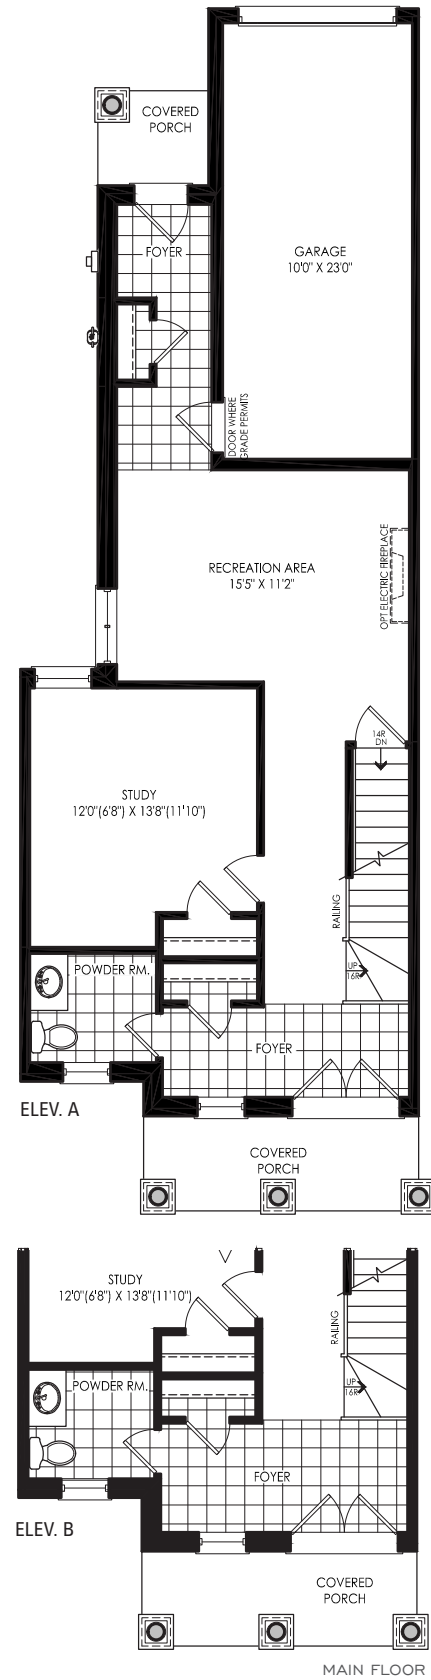 COVERED
PORCH
FOYER
GARAGE
10'0" X 23'0"
DOOR WHERE
GRADE PERMITS
RECREATION AREA
15'5" X 11'2"
OPT ELECTRIC FIREPLACE
14R
DN
STUDY
12'0"(6'8") X 13'8"(11'10")
RAILING
POWDER RM.
UP
16R
FOYER
ELEV. A
COVERED
PORCH
STUDY
12'0"(6'8") X 13'8"(11'10")
RAILING
POWDER RM.
UP
16R
FOYER
ELEV. B
COVERED
PORCH
MAIN FLOOR